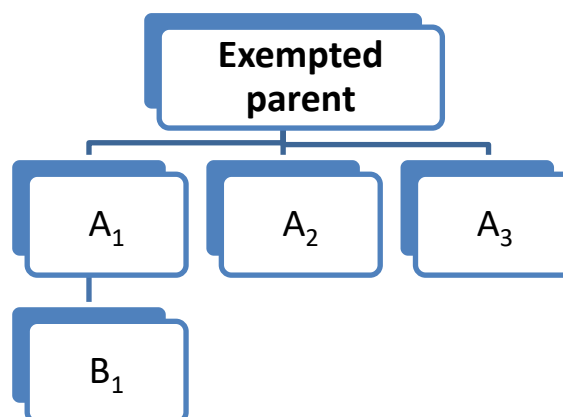 Exempted
parent
A₁
A₂
A₃
B₁